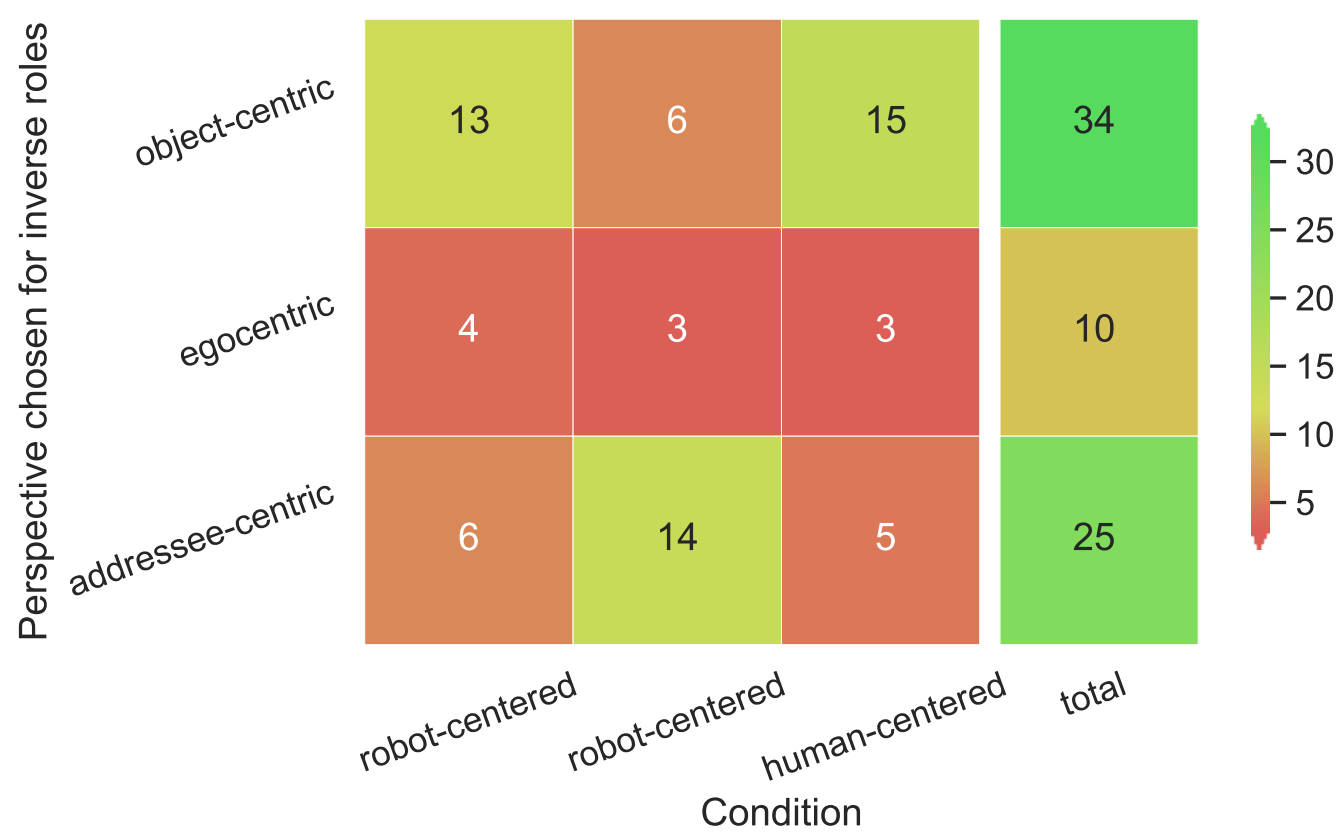 Perspective chosen for inverse roles
object-centric
13 6 15 34
egocentric
4 3 3 10
addressee-centric
6 14 5 25
robot-centered robot-centered human-centered total
Condition
30
25
20
15
10
5